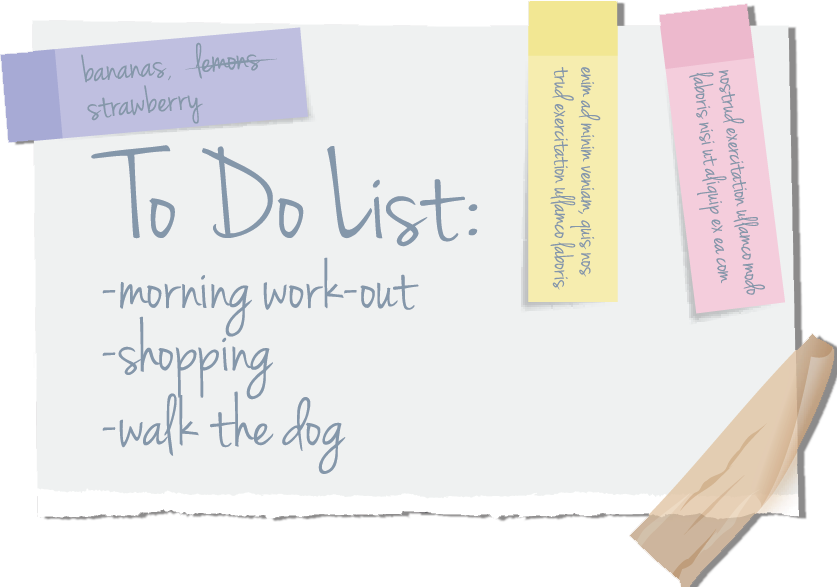 bananas, lemons
strawberry
To Do List:
-morning work-out
-shopping
-walk the dog
enim ad minim veniam, quis nos
trud exercitation ullamco laboris
nostrud exercitation ullamco modo
laboris nisi ut aliquip ex ea com